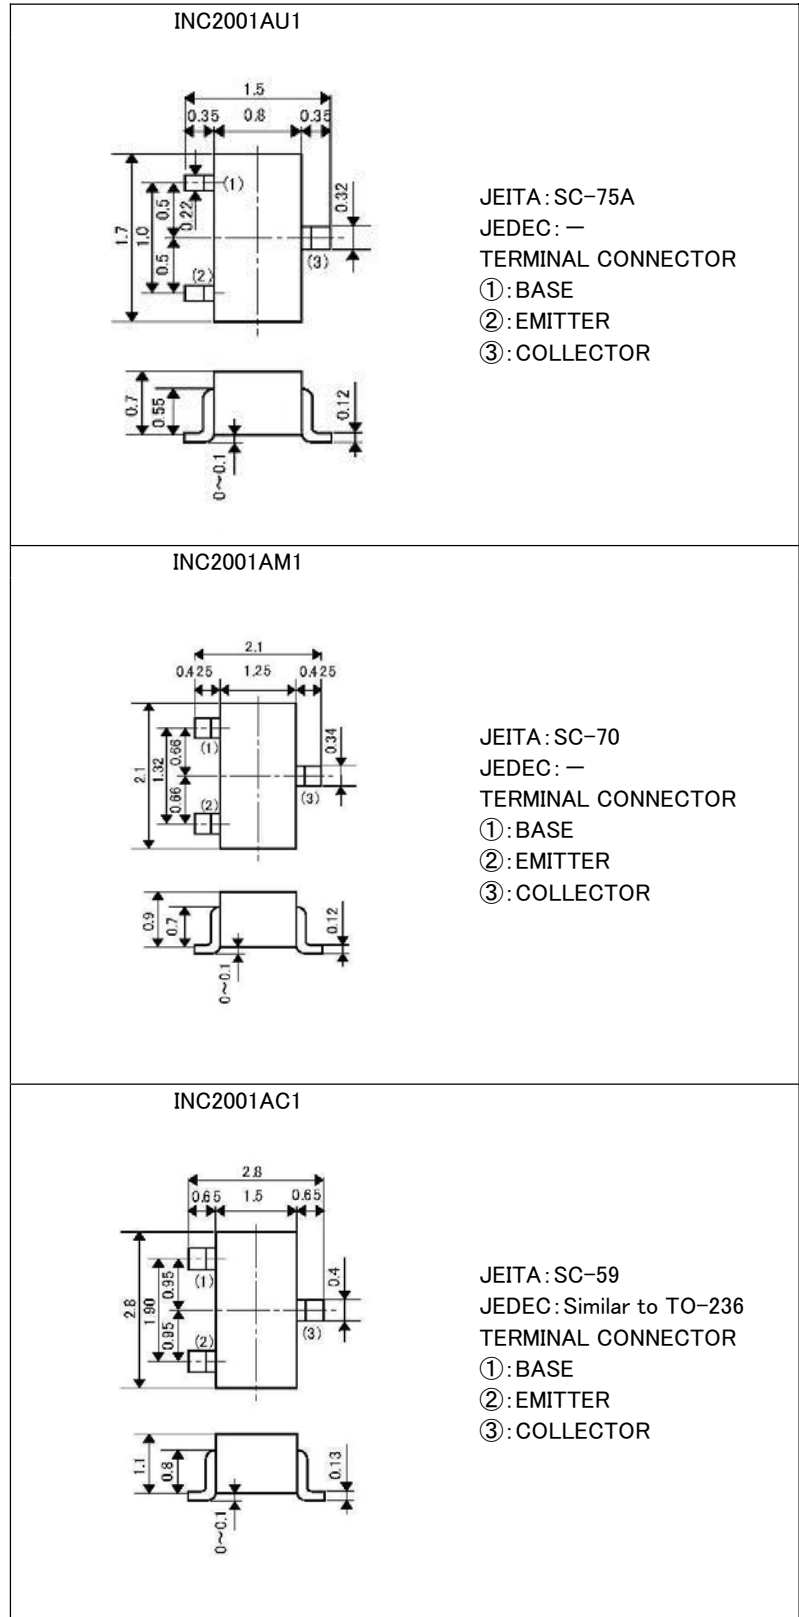 INC2001AU1
1.5
0.35 0.8 0.35
(1)
0.32
0.5
0.22
1.7
1.0
0.5
(2)
(3)
0.7
0.55
0.12
0~0.1
JEITA:SC-75A
JEDEC:—
TERMINAL CONNECTOR
①:BASE
②:EMITTER
③:COLLECTOR
INC2001AM1
2.1
0.425 1.25 0.425
(1)
0.34
0.66
2.1
1.32
0.66
(2)
(3)
0.9
0.7
0.12
0~0.1
JEITA:SC-70
JEDEC:—
TERMINAL CONNECTOR
①:BASE
②:EMITTER
③:COLLECTOR
INC2001AC1
2.8
0.65 1.5 0.65
(1)
0.4
0.95
2.8
1.90
0.95
(2)
(3)
1.1
0.8
0.13
0~0.1
JEITA:SC-59
JEDEC:Similar to TO-236
TERMINAL CONNECTOR
①:BASE
②:EMITTER
③:COLLECTOR